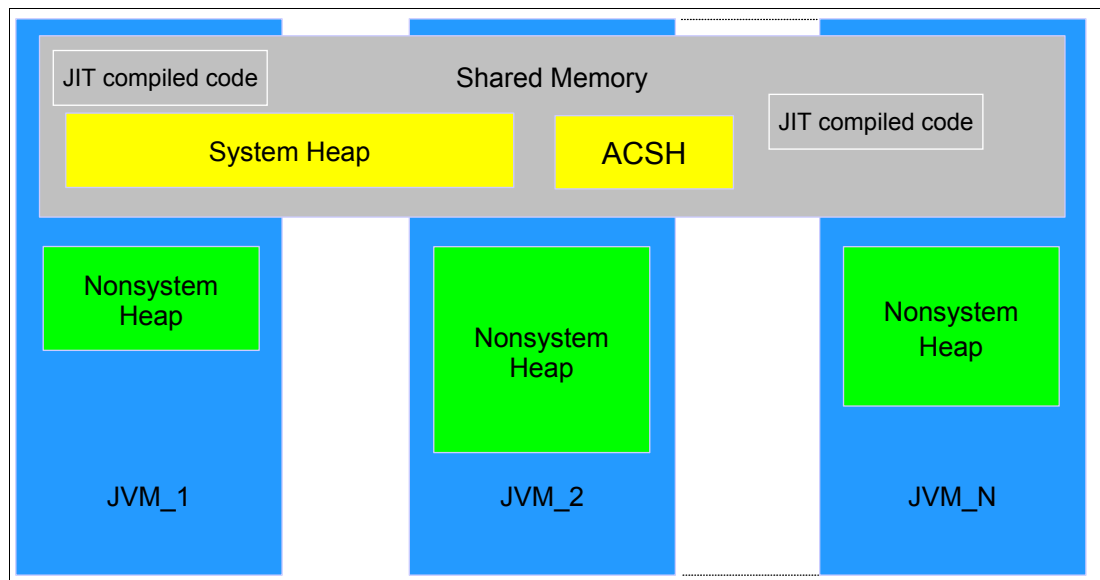 JIT compiled code
Shared Memory
JIT compiled code
System Heap
ACSH
Nonsystem
Heap
Nonsystem
Heap
Nonsystem
Heap
JVM_1
JVM_2
JVM_N